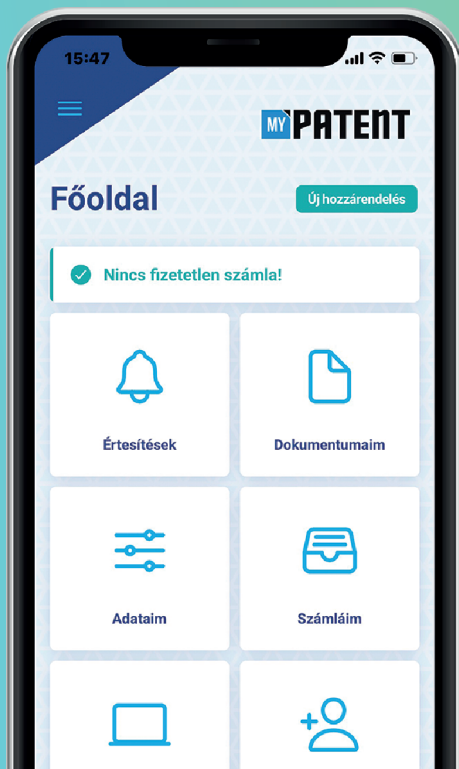 15:47
MY PATENT
Főoldal
Új hozzárendelés
Nincs fizetetlen számla!
Értesítések
Dokumentumaim
Adataim
Számláim